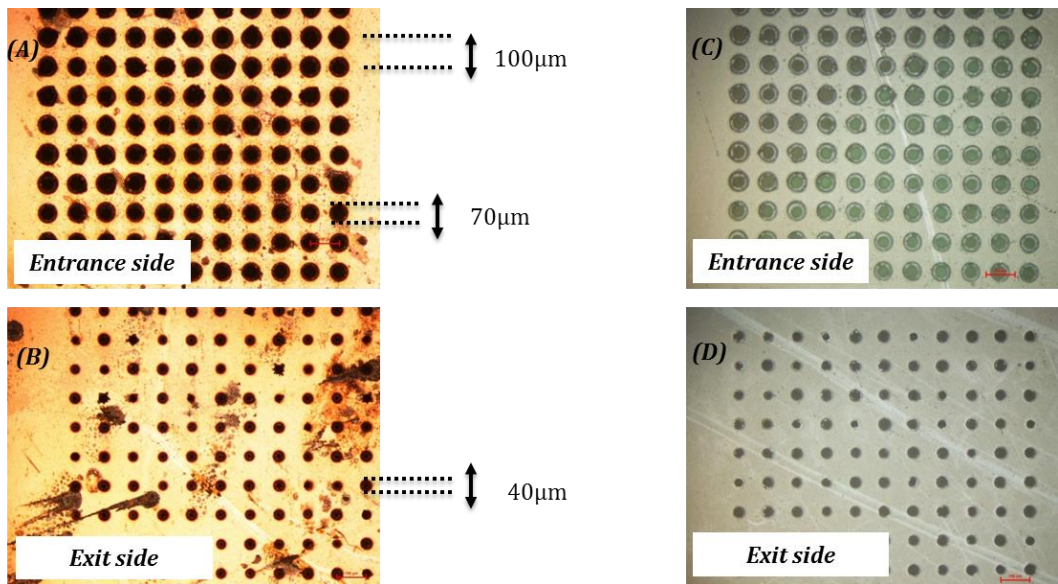 (A)
100μm
70μm
Entrance side
(C)
Entrance side
(B)
40μm
Exit side
(D)
Exit side